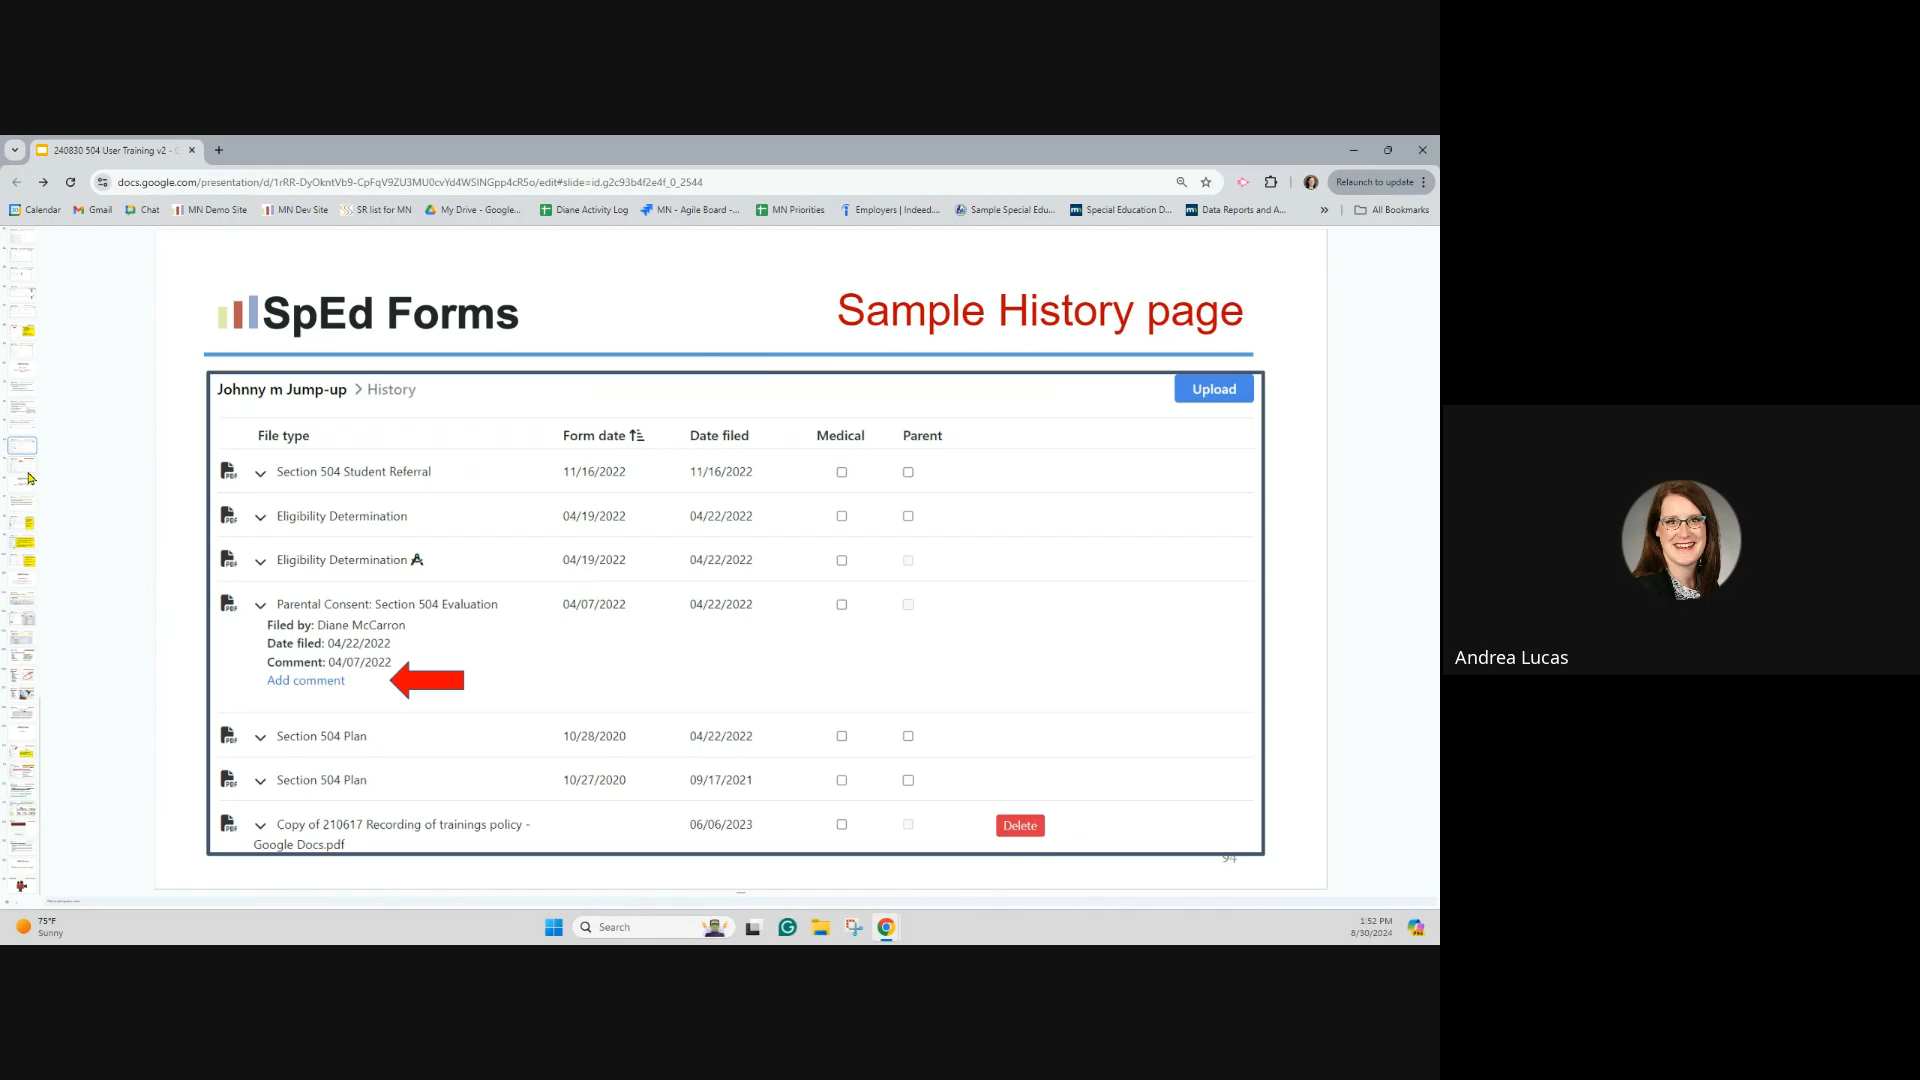 240830 504 User Training v2 - G
docs.google.com/presentation/d/1rRR-DyOkntVb9-CpFqV9ZU3MU0cvYd4WSlNGpp4cR5o/edit#slide=id.g2c93b4f2e4f_0_2544
Relaunch to update
Calendar Gmail Chat MN Demo Site MN Dev Site SR list for MN My Drive - Google... Diane Activity Log MN - Agile Board -... MN Priorities Employers | Indeed.... Sample Special Edu... Special Education D... Data Reports and A... » All Bookmarks
SpEd Forms
Sample History page
Johnny m Jump-up > History
Upload
File type Form date Date filed Medical Parent
Section 504 Student Referral 11/16/2022 11/16/2022
Eligibility Determination 04/19/2022 04/22/2022
Eligibility Determination 04/19/2022 04/22/2022
Parental Consent: Section 504 Evaluation 04/07/2022 04/22/2022
Filed by: Diane McCarron
Date filed: 04/22/2022
Comment: 04/07/2022
Add comment
Section 504 Plan 10/28/2020 04/22/2022
Section 504 Plan 10/27/2020 09/17/2021
Copy of 210617 Recording of trainings policy - 06/06/2023 Delete
Google Docs.pdf
94
Andrea Lucas
75°F
Sunny
Search
1:52 PM
8/30/2024